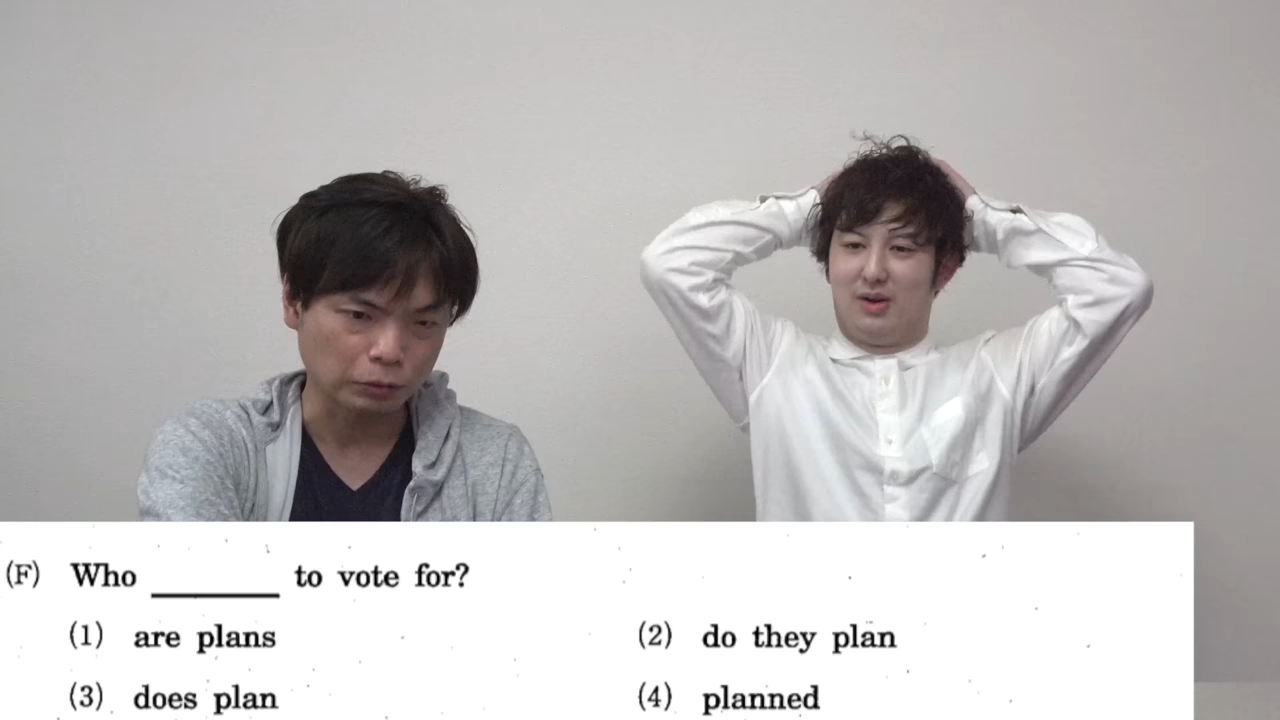 (F) Who ________ to vote for?
(1) are plans (2) do they plan
(3) does plan (4) planned